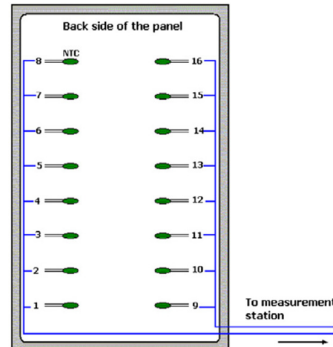 Back side of the panel
NTC
8 16
7 15
6 14
5 13
4 12
3 11
2 10
1 9
To measurement
station